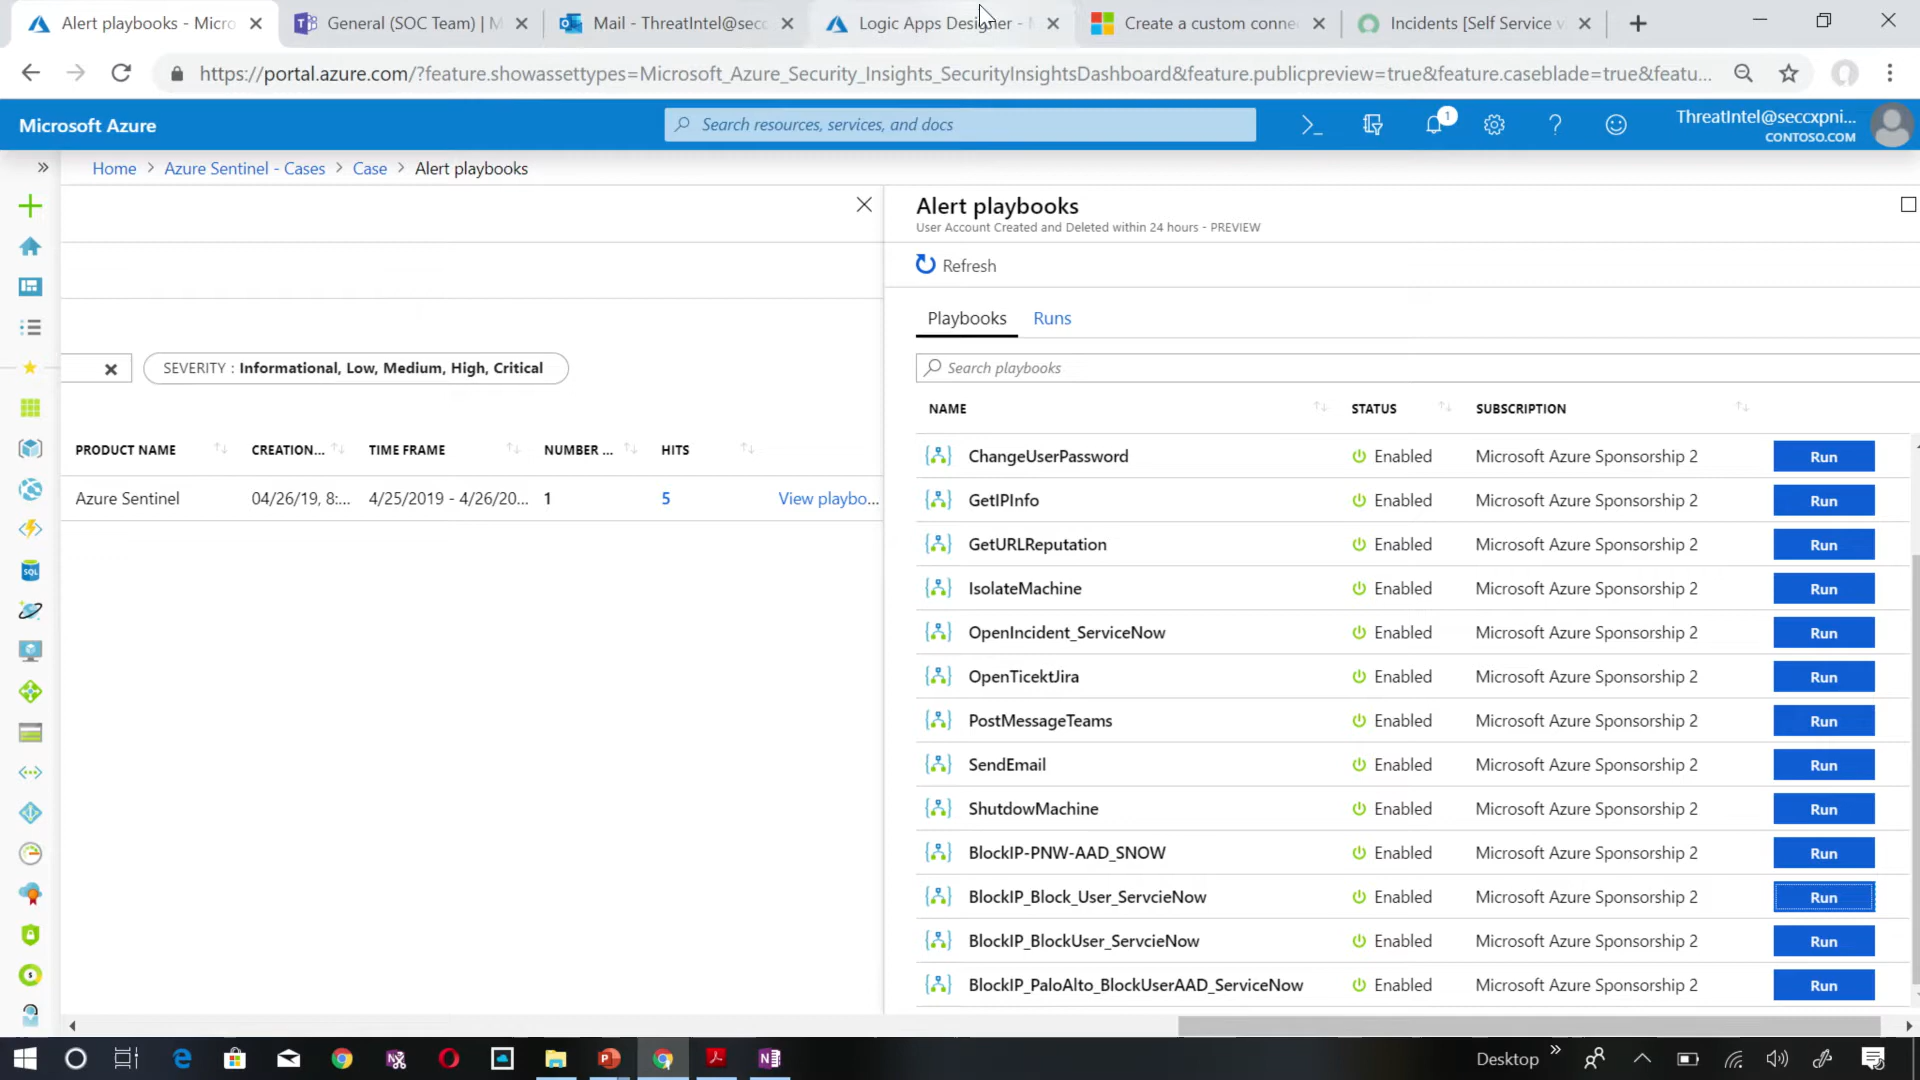 Alert playbooks - Micro
General (SOC Team) | M
Mail - ThreatIntel@secc
Logic Apps Designer - M
Create a custom conne
Incidents [Self Service v
https://portal.azure.com/?feature.showassettypes=Microsoft_Azure_Security_Insights_SecurityInsightsDashboard&feature.publicpreview=true&feature.caseblade=true&featu...
Microsoft Azure
Search resources, services, and docs
1
ThreatIntel@seccxpni...
CONTOSO.COM
Home > Azure Sentinel - Cases > Case > Alert playbooks
Alert playbooks
User Account Created and Deleted within 24 hours - PREVIEW
Refresh
Playbooks Runs
SEVERITY : Informational, Low, Medium, High, Critical
Search playbooks
PRODUCT NAME CREATION... TIME FRAME NUMBER ... HITS
Azure Sentinel 04/26/19, 8:... 4/25/2019 - 4/26/20... 1 5 View playbo...
NAME STATUS SUBSCRIPTION
ChangeUserPassword Enabled Microsoft Azure Sponsorship 2 Run
GetIPInfo Enabled Microsoft Azure Sponsorship 2 Run
GetURLReputation Enabled Microsoft Azure Sponsorship 2 Run
IsolateMachine Enabled Microsoft Azure Sponsorship 2 Run
OpenIncident_ServiceNow Enabled Microsoft Azure Sponsorship 2 Run
OpenTicektJira Enabled Microsoft Azure Sponsorship 2 Run
PostMessageTeams Enabled Microsoft Azure Sponsorship 2 Run
SendEmail Enabled Microsoft Azure Sponsorship 2 Run
ShutdowMachine Enabled Microsoft Azure Sponsorship 2 Run
BlockIP-PNW-AAD_SNOW Enabled Microsoft Azure Sponsorship 2 Run
BlockIP_Block_User_ServcieNow Enabled Microsoft Azure Sponsorship 2 Run
BlockIP_BlockUser_ServcieNow Enabled Microsoft Azure Sponsorship 2 Run
BlockIP_PaloAlto_BlockUserAAD_ServiceNow Enabled Microsoft Azure Sponsorship 2 Run
SQL
Desktop